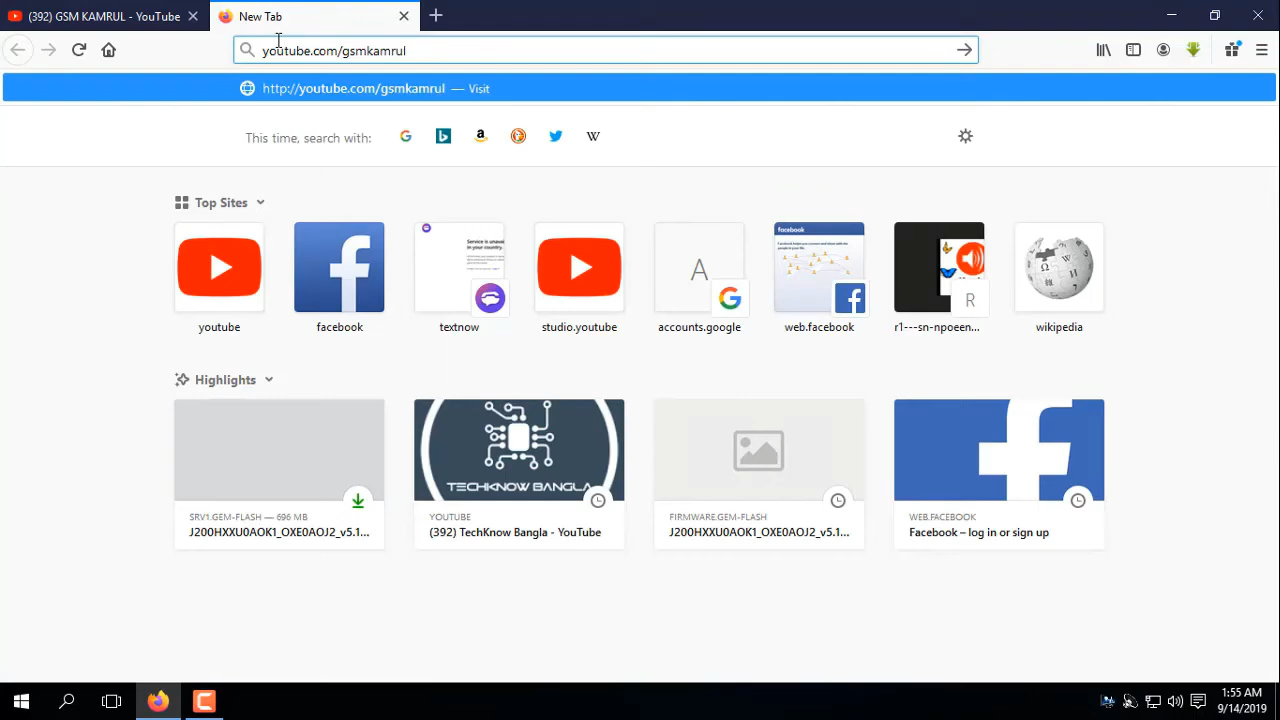 (392) GSM KAMRUL - YouTube
New Tab
youtube.com/gsmkamrul
http://youtube.com/gsmkamrul — Visit
This time, search with:
Top Sites
facebook
A
R
youtube
facebook
textnow
studio.youtube
accounts.google
web.facebook
r1---sn-npoeen...
wikipedia
Highlights
TECHKNOW BANGLA
SRV1.GEM-FLASH — 696 MB
J200HXXU0AOK1_OXE0AOJ2_v5.1...
YOUTUBE
(392) TechKnow Bangla - YouTube
FIRMWARE.GEM-FLASH
J200HXXU0AOK1_OXE0AOJ2_v5.1...
WEB.FACEBOOK
Facebook – log in or sign up
1:55 AM
9/14/2019